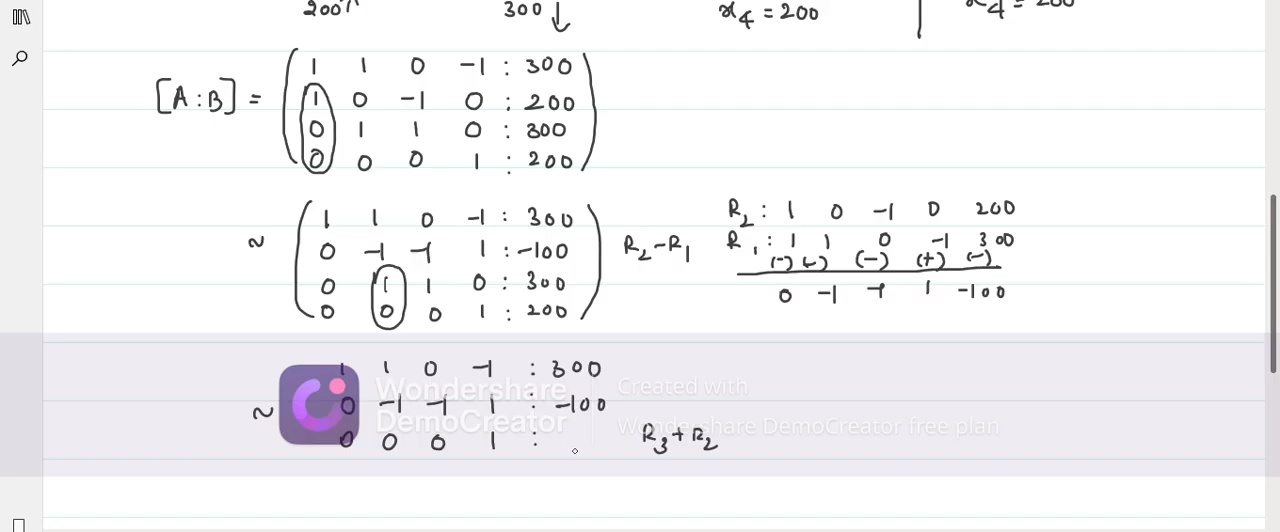 200 300 ↓ x₄ = 200 x₄ = 200
1 1 0 -1 : 300
[A : B] = 1 0 -1 0 : 200
0 1 1 0 : 300
0 0 0 1 : 200
1 1 0 -1 : 300 R₂ : 1 0 -1 0 200
~ 0 -1 -1 1 : -100 R₂-R₁ R₁ : 1 1 0 -1 300
(-) (-) (-) (+) (-)
0 1 1 0 : 300 0 -1 -1 1 -100
0 0 0 1 : 200
1 1 0 -1 : 300
Wondershare DemoCreator
Created with
Wondershare DemoCreator free plan
~ 0 -1 -1 1 : -100
0 0 0 1 : R₃+R₂